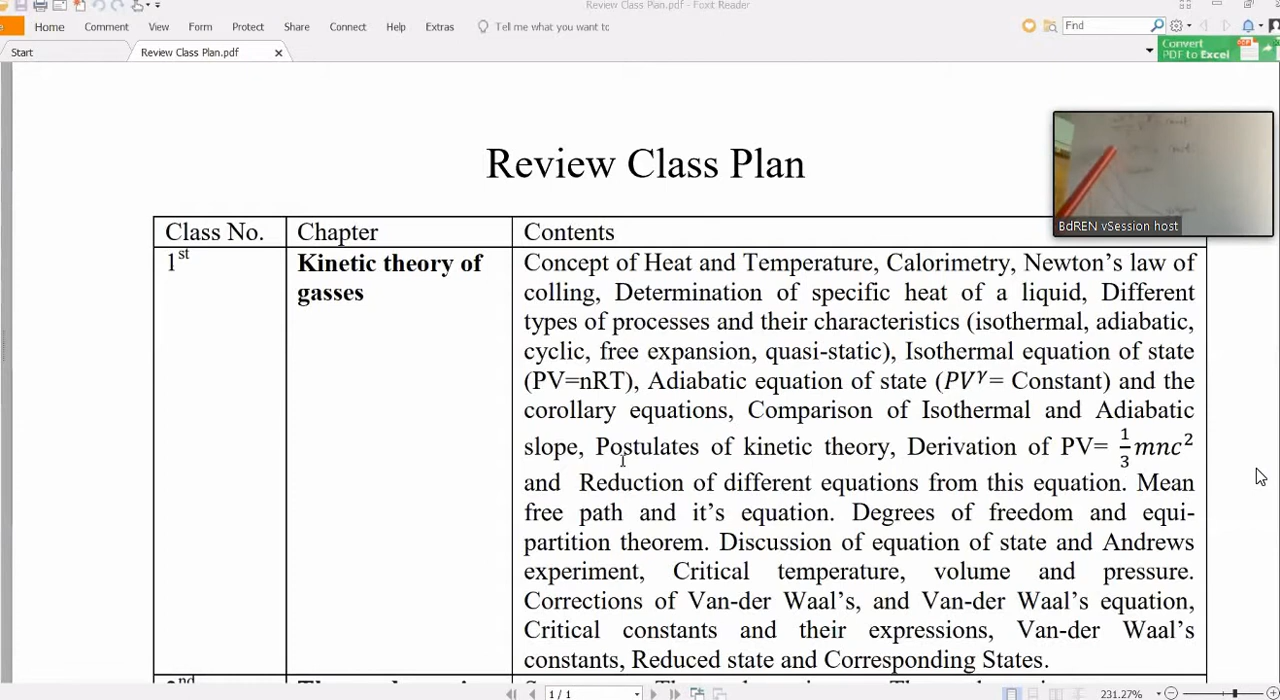 Review Class Plan.pdf - Foxit Reader
Home Comment View Form Protect Share Connect Help Extras Tell me what you want to Find
Start Review Class Plan.pdf
Convert
PDF to Excel
Review Class Plan
BdREN vSession host
Class No. Chapter Contents
1st Kinetic theory of Concept of Heat and Temperature, Calorimetry, Newton's law of
gasses colling, Determination of specific heat of a liquid, Different
types of processes and their characteristics (isothermal, adiabatic,
cyclic, free expansion, quasi-static), Isothermal equation of state
(PV=nRT), Adiabatic equation of state (PVᵞ= Constant) and the
corollary equations, Comparison of Isothermal and Adiabatic
slope, Postulates of kinetic theory, Derivation of PV= 1/3 mnc²
and Reduction of different equations from this equation. Mean
free path and it's equation. Degrees of freedom and equi-
partition theorem. Discussion of equation of state and Andrews
experiment, Critical temperature, volume and pressure.
Corrections of Van-der Waal's, and Van-der Waal's equation,
Critical constants and their expressions, Van-der Waal's
constants, Reduced state and Corresponding States.
1 / 1 231.27%